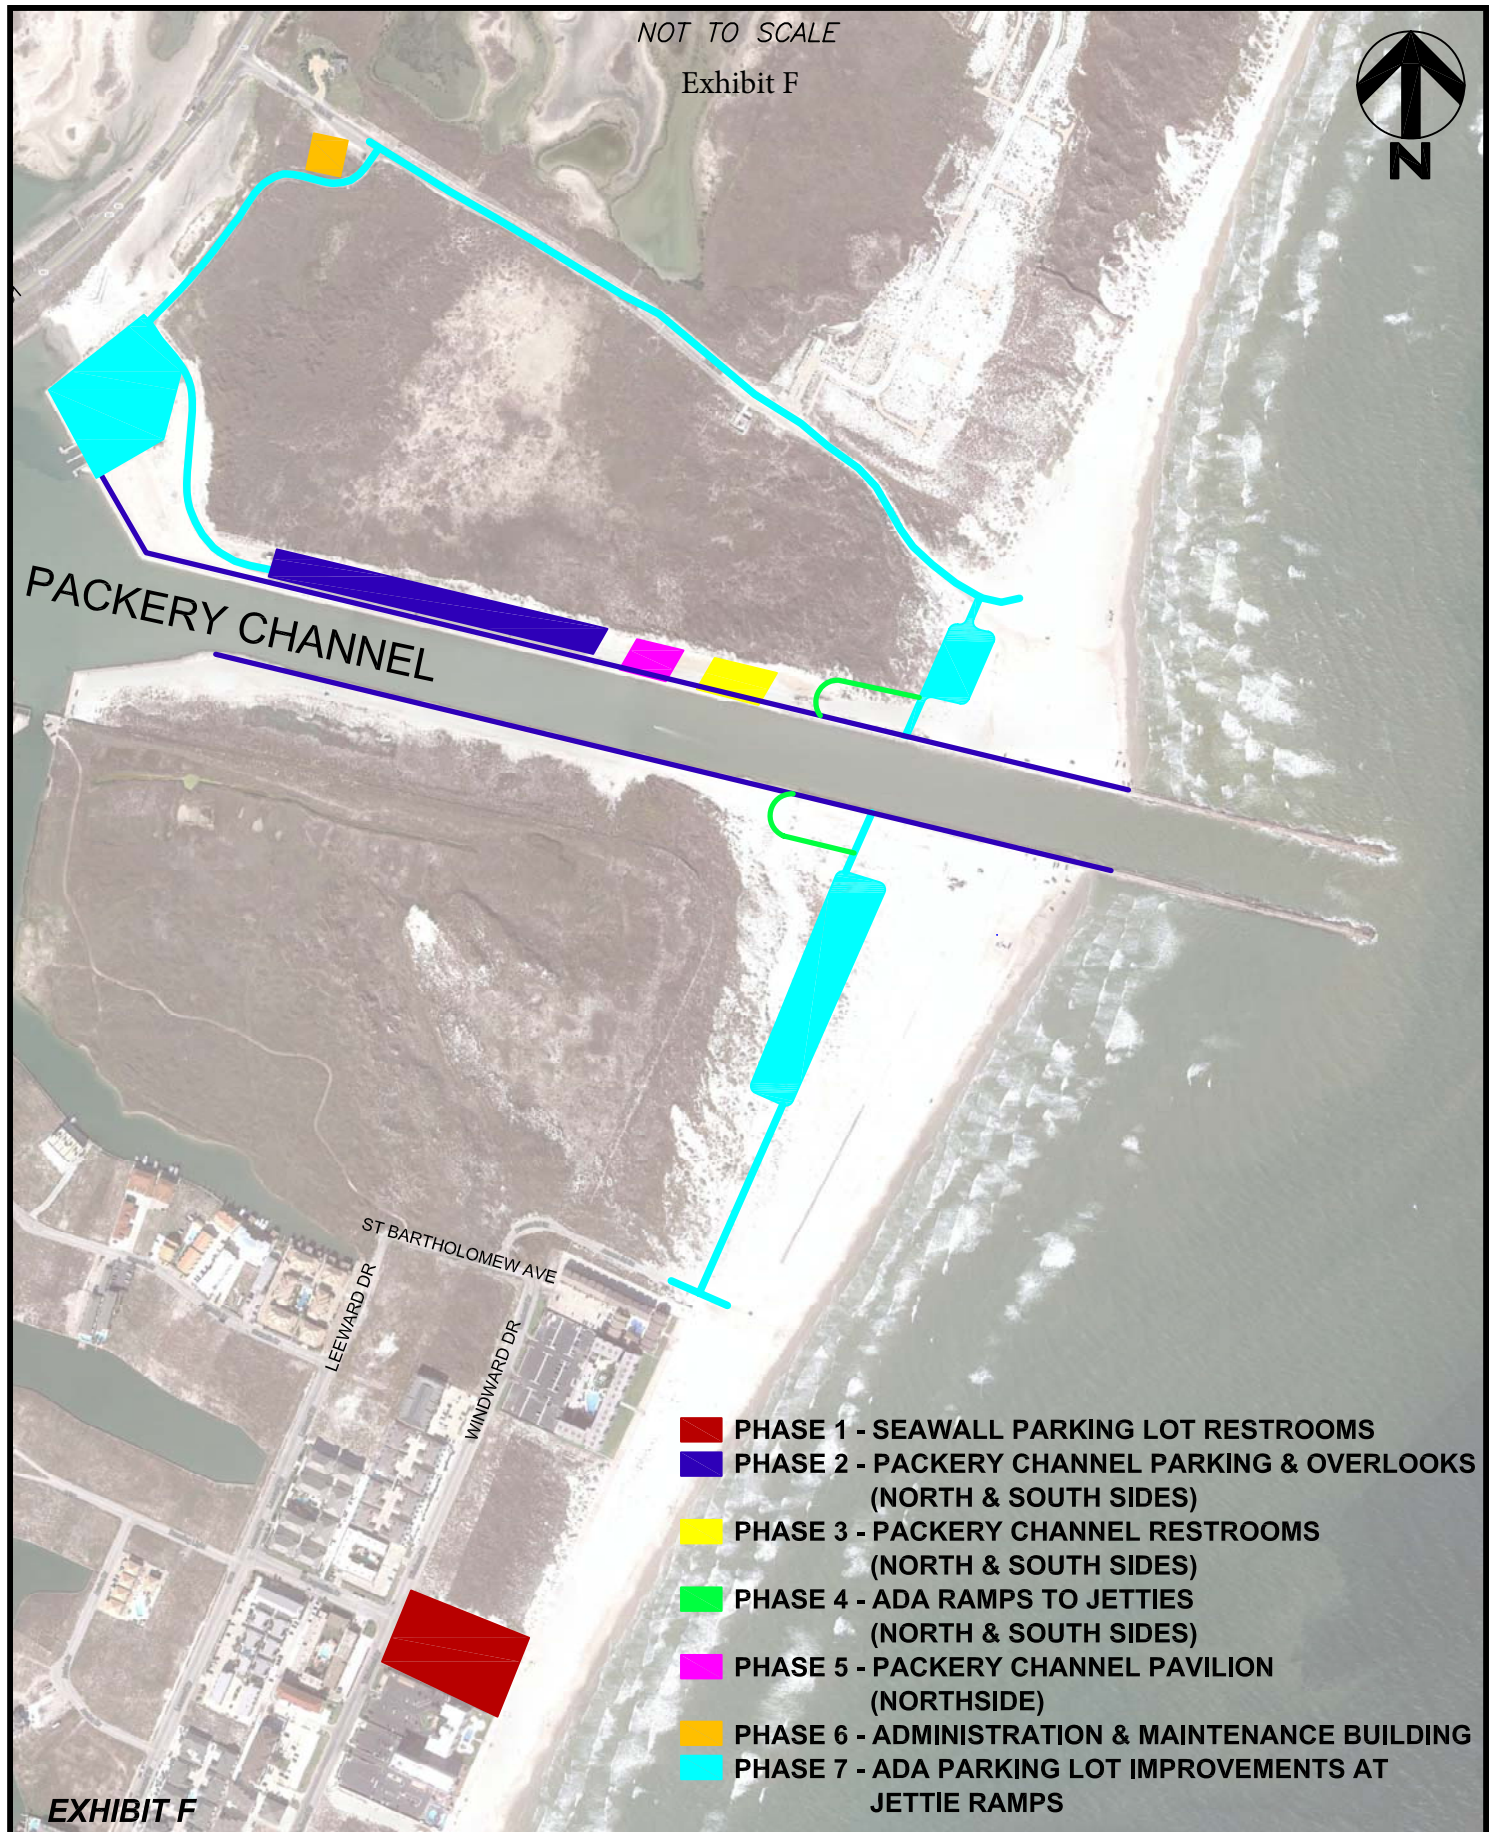 NOT TO SCALE
Exhibit F
N
PACKERY CHANNEL
ST BARTHOLOMEW AVE
LEEWARD DR
WINDWARD DR
PHASE 1 - SEAWALL PARKING LOT RESTROOMS
PHASE 2 - PACKERY CHANNEL PARKING & OVERLOOKS
(NORTH & SOUTH SIDES)
PHASE 3 - PACKERY CHANNEL RESTROOMS
(NORTH & SOUTH SIDES)
PHASE 4 - ADA RAMPS TO JETTIES
(NORTH & SOUTH SIDES)
PHASE 5 - PACKERY CHANNEL PAVILION
(NORTHSIDE)
PHASE 6 - ADMINISTRATION & MAINTENANCE BUILDING
PHASE 7 - ADA PARKING LOT IMPROVEMENTS AT
JETTIE RAMPS
EXHIBIT F